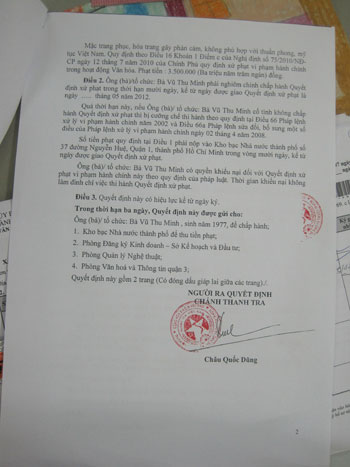 Mặc trang phục, hóa trang gây phản cảm, không phù hợp với thuần phong, mỹ
tục Việt Nam. Quy định theo Điều 16 Khoản 1 Điểm c của Nghị định số 75/2010/NĐ-
CP ngày 12 tháng 7 năm 2010 của Chính Phủ quy định xử phạt vi phạm hành chính
trong hoạt động Văn hóa. Phạt tiền : 3.500.000 (Ba triệu năm trăm ngàn) đồng.
Điều 2. Ông (bà)/tổ chức: Bà Vũ Thu Minh phải nghiêm chỉnh chấp hành Quyết
định xử phạt trong thời hạn mười ngày, kể từ ngày được giao Quyết định xử phạt là
ngày ..... tháng 05 năm 2012.
Quá thời hạn này, nếu Ông (bà)/ tổ chức: Bà Vũ Thu Minh cố tình không chấp
hành Quyết định xử phạt thì bị cưỡng chế thi hành theo quy định tại Điều 66 Pháp lệnh
xử lý vi phạm hành chính năm 2002 và Điều 66a Pháp lệnh sửa đổi, bổ sung một số
điều của Pháp lệnh xử lý vi phạm hành chính ngày 02 tháng 4 năm 2008.
Số tiền phạt quy định tại Điều 1 phải nộp vào Kho bạc Nhà nước thành phố số
37 đường Nguyễn Huệ, Quận 1, thành phố Hồ Chí Minh trong vòng mười ngày, kể từ
ngày được giao Quyết định xử phạt.
Ông (bà)/tổ chức: Bà Vũ Thu Minh có quyền khiếu nại đối với Quyết định xử
phạt vi phạm hành chính này theo quy định của pháp luật. Thời gian khiếu nại không
làm đình chỉ việc thi hành Quyết định xử phạt.
Điều 3. Quyết định này có hiệu lực kể từ ngày ký.
Trong thời hạn ba ngày, Quyết định này được gửi cho:
Ông (bà)/ tổ chức: Bà Vũ Thu Minh , sinh năm 1977, để chấp hành;
1. Kho bạc Nhà nước thành phố để thu tiền phạt;
2. Phòng Đăng ký Kinh doanh – Sở Kế hoạch và Đầu tư;
3. Phòng Quản lý Nghệ thuật;
4. Phòng Văn hoá và Thông tin quận 3;
Quyết định này gồm 2 trang (Có đóng dấu giáp lai giữa các trang)./.
NGƯỜI RA QUYẾT ĐỊNH
CHÁNH THANH TRA
Châu Quốc Dũng
2